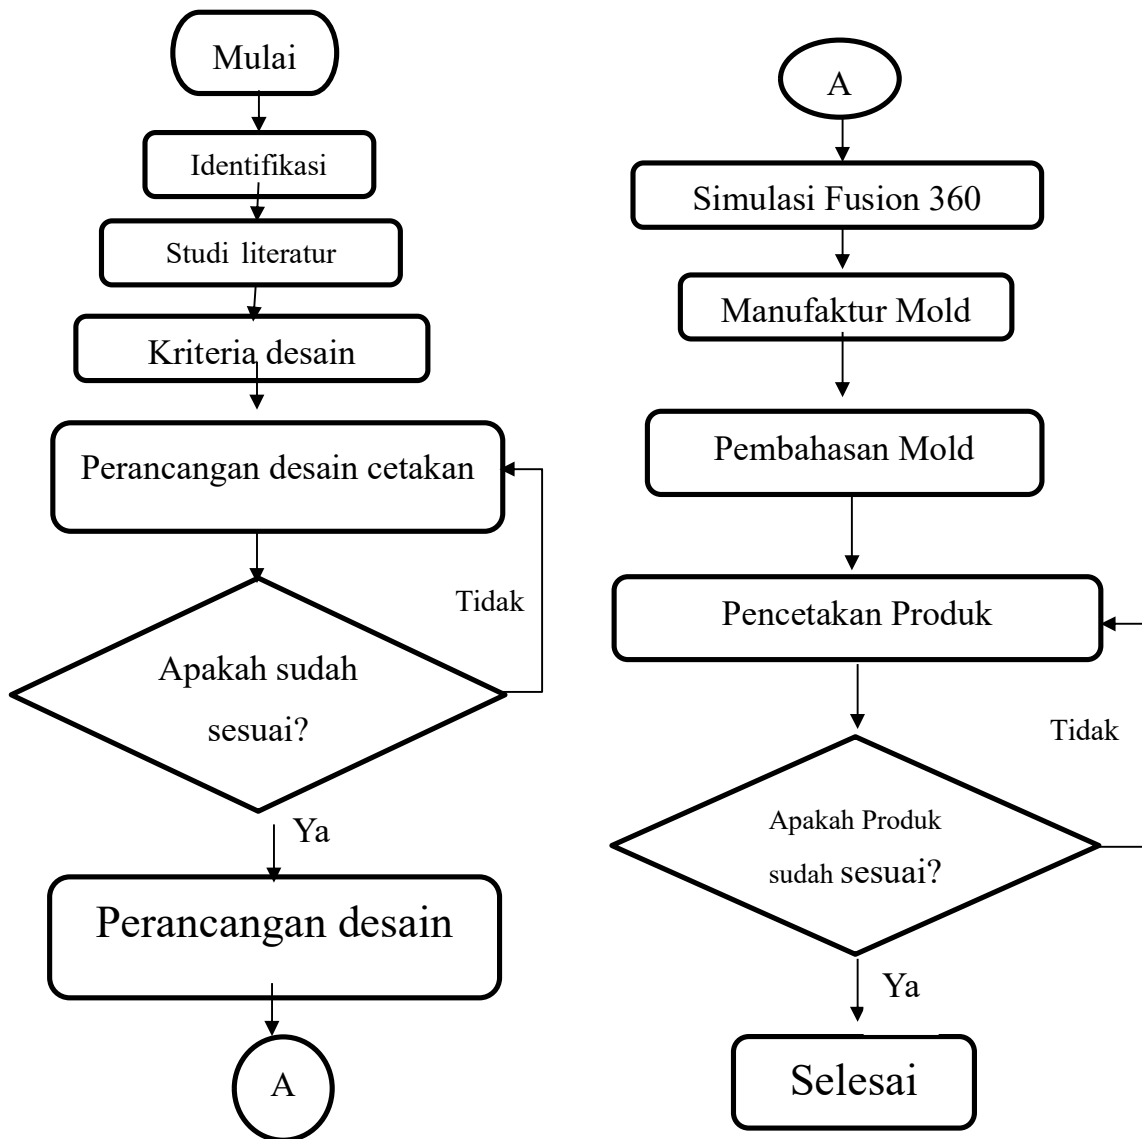 Mulai
Identifikasi
Studi literatur
Kriteria desain
Perancangan desain cetakan
Tidak
Apakah sudah
sesuai?
Ya
Perancangan desain
A
A
Simulasi Fusion 360
Manufaktur Mold
Pembahasan Mold
Pencetakan Produk
Tidak
Apakah Produk
sudah sesuai?
Ya
Selesai